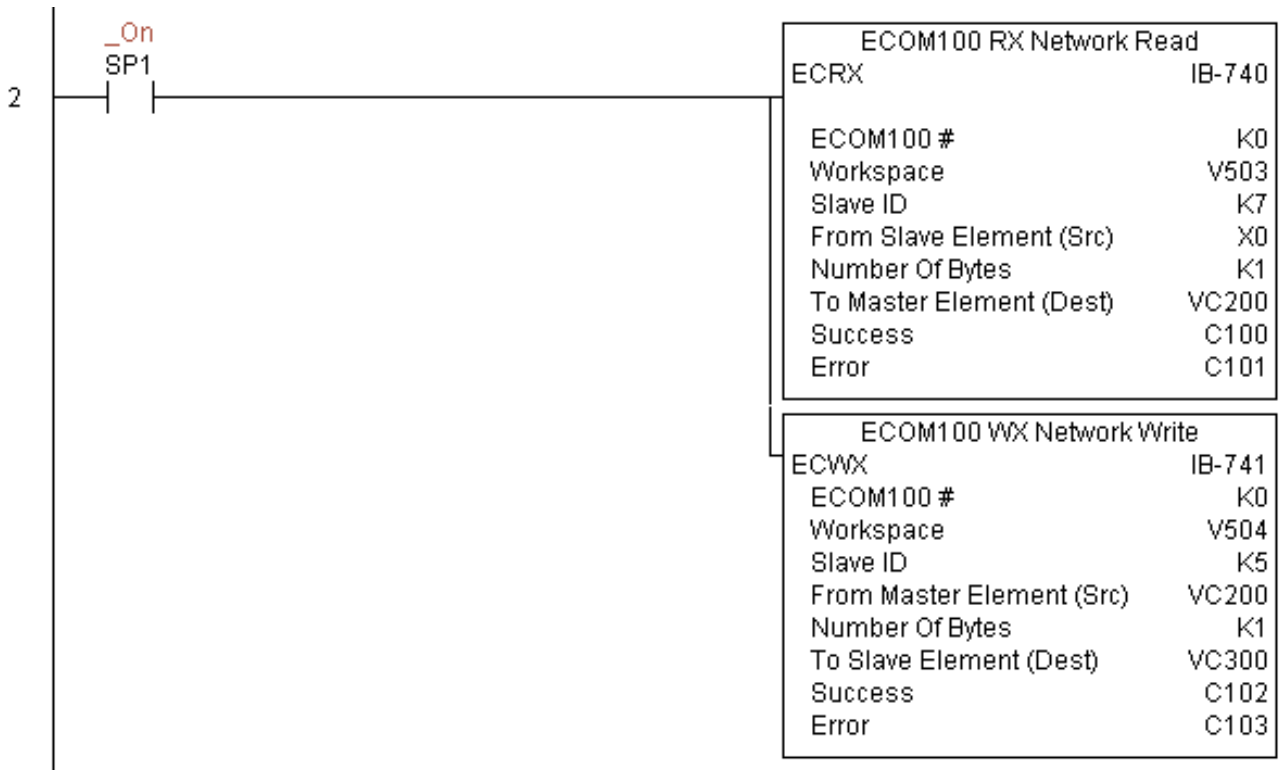 _On
SP1
2
ECOM100 RX Network Read
ECRX IB-740
ECOM100 # K0
Workspace V503
Slave ID K7
From Slave Element (Src) X0
Number Of Bytes K1
To Master Element (Dest) VC200
Success C100
Error C101
ECOM100 WX Network Write
ECWX IB-741
ECOM100 # K0
Workspace V504
Slave ID K5
From Master Element (Src) VC200
Number Of Bytes K1
To Slave Element (Dest) VC300
Success C102
Error C103